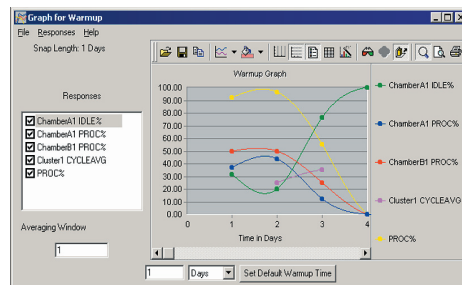 Graph for Warmup
File Responses Help
Snap Length: 1 Days
Responses
ChamberA1 IDLE%
ChamberA1 PROC%
ChamberB1 PROC%
Cluster1 CYCLEAVG
PROC%
Averaging Window
1
Warmup Graph
100.00
90.00
80.00
70.00
60.00
50.00
40.00
30.00
20.00
10.00
0.00
0 1 2 3 4
Time in Days
ChamberA1 IDLE%
ChamberA1 PROC%
ChamberB1 PROC%
Cluster1 CYCLEAVG
PROC%
1 Days Set Default Warmup Time